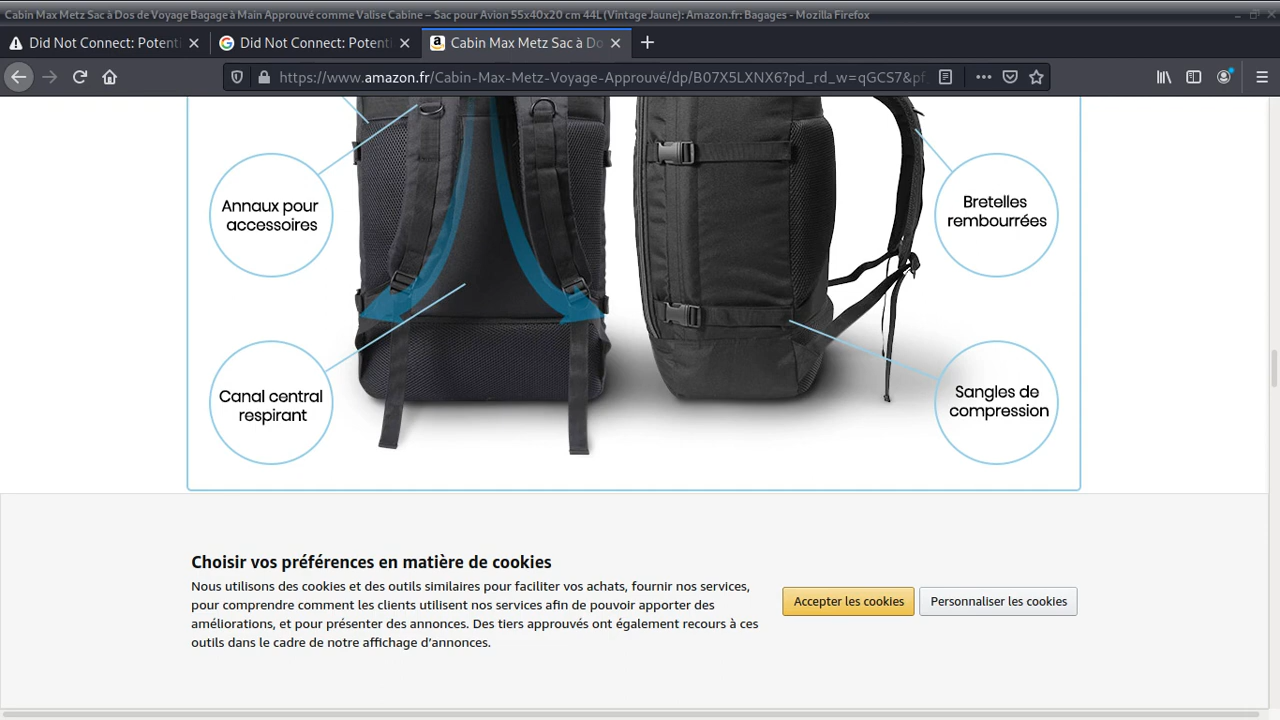 Cabin Max Metz Sac à Dos de Voyage Bagage à Main Approuvé comme Valise Cabine – Sac pour Avion 55x40x20 cm 44L (Vintage Jaune): Amazon.fr: Bagages - Mozilla Firefox
Did Not Connect: Potenti
Did Not Connect: Potenti
Cabin Max Metz Sac à Do
https://www.amazon.fr/Cabin-Max-Metz-Voyage-Approuvé/dp/B07X5LXNX6?pd_rd_w=qGCS7&pf
Annaux pour
accessoires
Bretelles
rembourrées
Canal central
respirant
Sangles de
compression
Choisir vos préférences en matière de cookies
Nous utilisons des cookies et des outils similaires pour faciliter vos achats, fournir nos services,
pour comprendre comment les clients utilisent nos services afin de pouvoir apporter des
améliorations, et pour présenter des annonces. Des tiers approuvés ont également recours à ces
outils dans le cadre de notre affichage d’annonces.
Accepter les cookies
Personnaliser les cookies